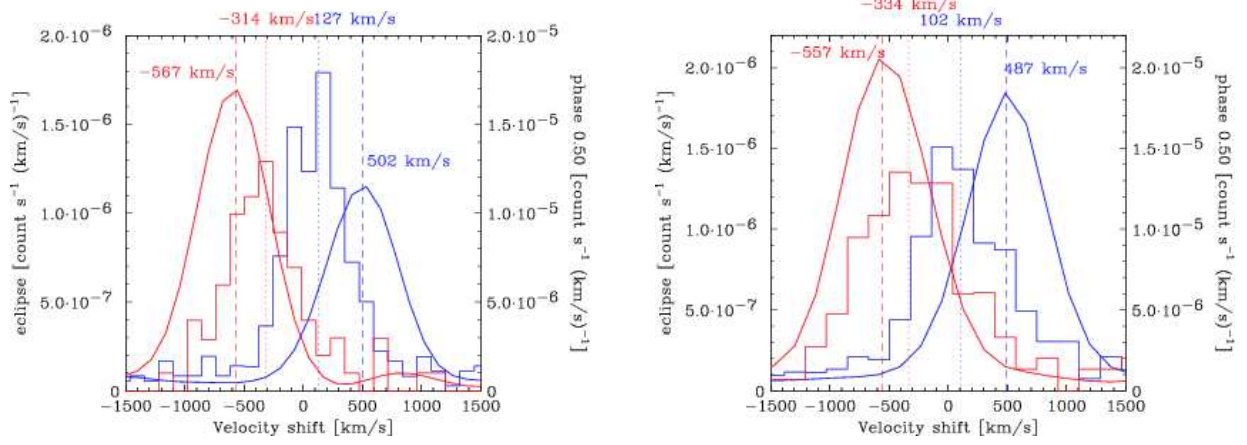 −314 km/s 127 km/s
2.0·10⁻⁶
2.0×10⁻⁵
−567 km/s
1.5·10⁻⁶
1.5×10⁻⁵
502 km/s
1.0·10⁻⁶
1.0×10⁻⁵
5.0·10⁻⁷
5.0×10⁻⁶
0
0
−1500 −1000 −500 0 500 1000 1500
Velocity shift [km/s]
eclipse [count s⁻¹ (km/s)⁻¹]
phase 0.50 [count s⁻¹ (km/s)⁻¹]
−334 km/s
102 km/s
−557 km/s
487 km/s
2.0·10⁻⁶
2.0×10⁻⁵
1.5·10⁻⁶
1.5×10⁻⁵
1.0·10⁻⁶
1.0×10⁻⁵
5.0·10⁻⁷
5.0×10⁻⁶
0
0
−1500 −1000 −500 0 500 1000 1500
Velocity shift [km/s]
eclipse [count s⁻¹ (km/s)⁻¹]
phase 0.50 [count s⁻¹ (km/s)⁻¹]